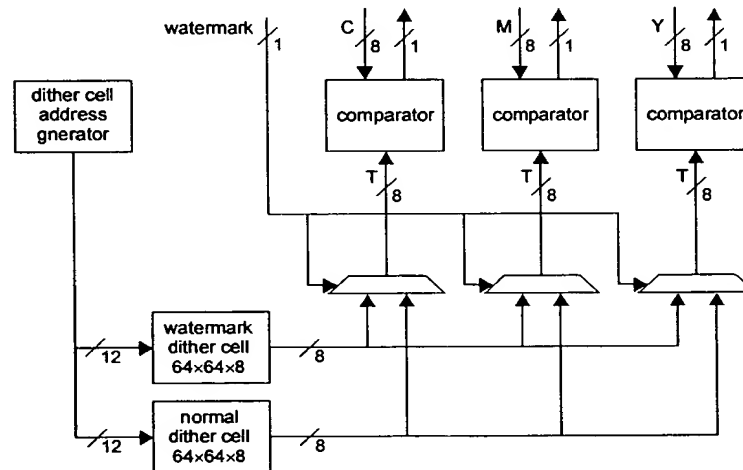 watermark 1 C 8 1 M 8 1 Y 8 1
dither cell
address
gnerator
comparator comparator comparator
T 8 T 8 T 8
watermark
dither cell
64×64×8
12 8
normal
dither cell
64×64×8
12 8